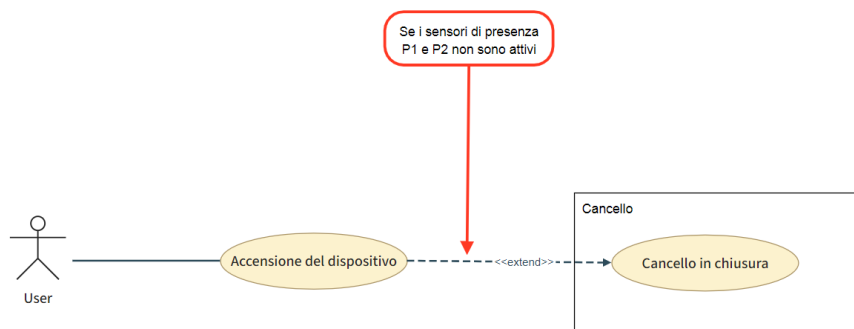 Se i sensori di presenza
P1 e P2 non sono attivi
Cancello
Accensione del dispositivo
<<extend>>
Cancello in chiusura
User